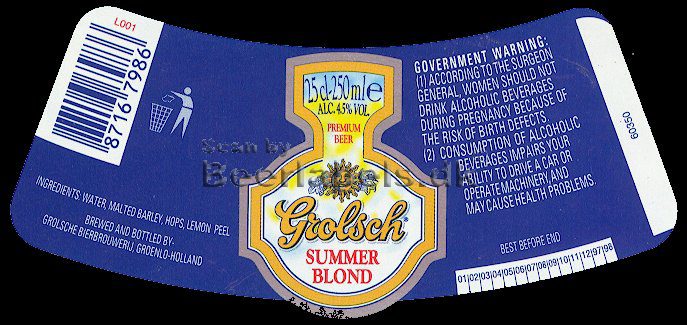 L001
8716 7986
INGREDIENTS: WATER, MALTED BARLEY, HOPS, LEMON PEEL
BREWED AND BOTTLED BY-
GROLSCHE BIERBROUWERIJ, GROENLO-HOLLAND
25 cl-250 ml e
ALC. 4.5% VOL.
PREMIUM
BEER
Scan by
Beerlabels.dk
Grolsch®
SUMMER
BLOND
GOVERNMENT WARNING:
(1) ACCORDING TO THE SURGEON
GENERAL, WOMEN SHOULD NOT
DRINK ALCOHOLIC BEVERAGES
DURING PREGNANCY BECAUSE OF
THE RISK OF BIRTH DEFECTS.
(2) CONSUMPTION OF ALCOHOLIC
BEVERAGES IMPAIRS YOUR
ABILITY TO DRIVE A CAR OR
OPERATE MACHINERY, AND
MAY CAUSE HEALTH PROBLEMS.
BEST BEFORE END
01|02|03|04|05|06|07|08|09|10|11|12|97|98
60350